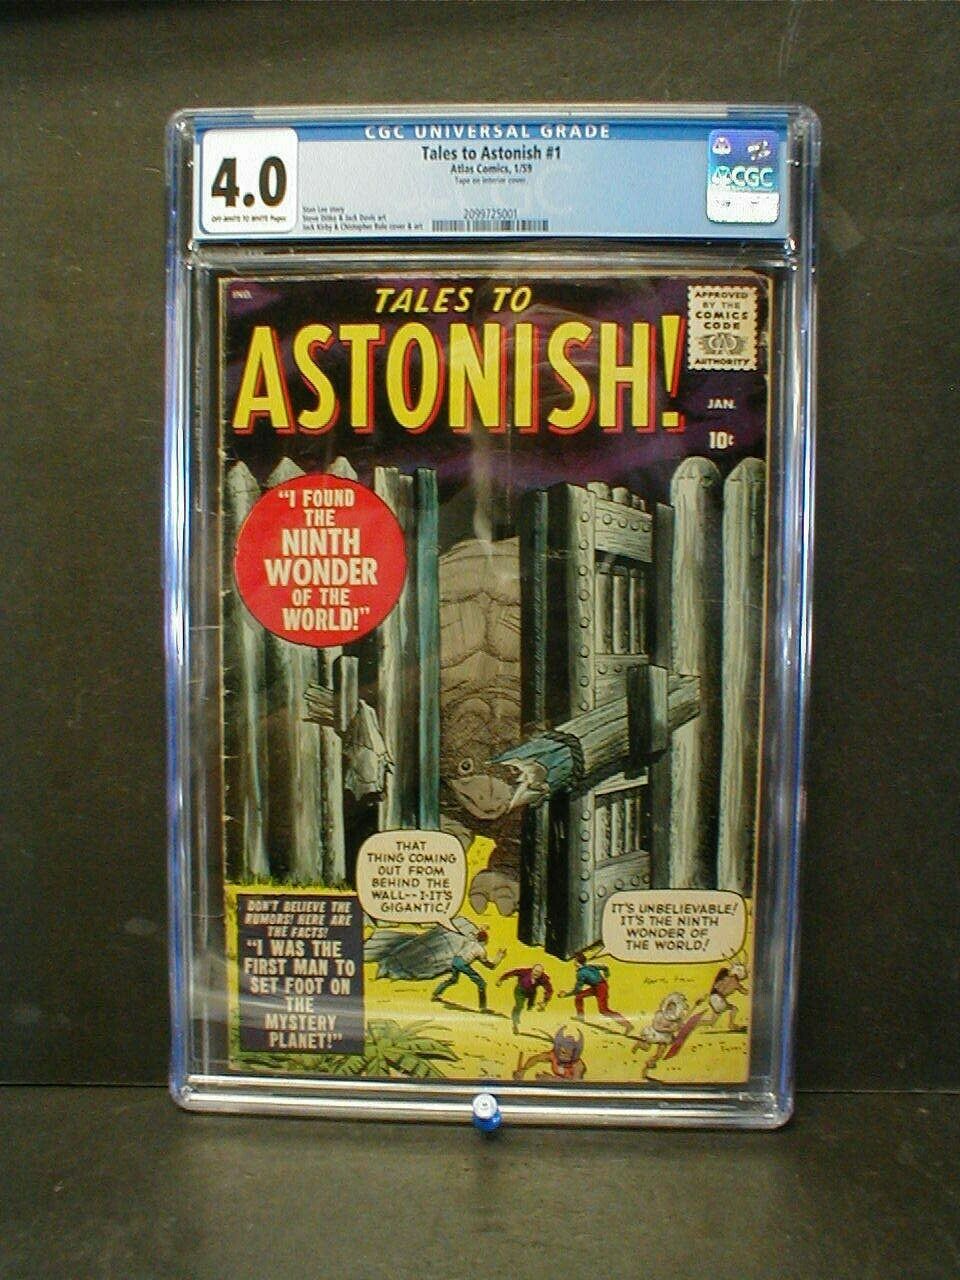 CGC UNIVERSAL GRADE
4.0
OFF-WHITE TO WHITE Pages
Tales to Astonish #1
Atlas Comics, 1/59
Tape on interior cover.
Stan Lee story
Steve Ditko & Jack Davis art
Jack Kirby & Christopher Rule cover & art
2099725001
CGC
IND.
TALES TO
ASTONISH!
APPROVED
BY THE
COMICS
CODE
AUTHORITY
JAN.
10¢
"I FOUND
THE
NINTH
WONDER
OF THE
WORLD!"
THAT
THING COMING
OUT FROM
BEHIND THE
WALL--I-IT'S
GIGANTIC!
IT'S UNBELIEVABLE!
IT'S THE NINTH
WONDER OF
THE WORLD!
DON'T BELIEVE THE
RUMORS! HERE ARE
THE FACTS!
"I WAS THE
FIRST MAN TO
SET FOOT ON
THE
MYSTERY
PLANET!"